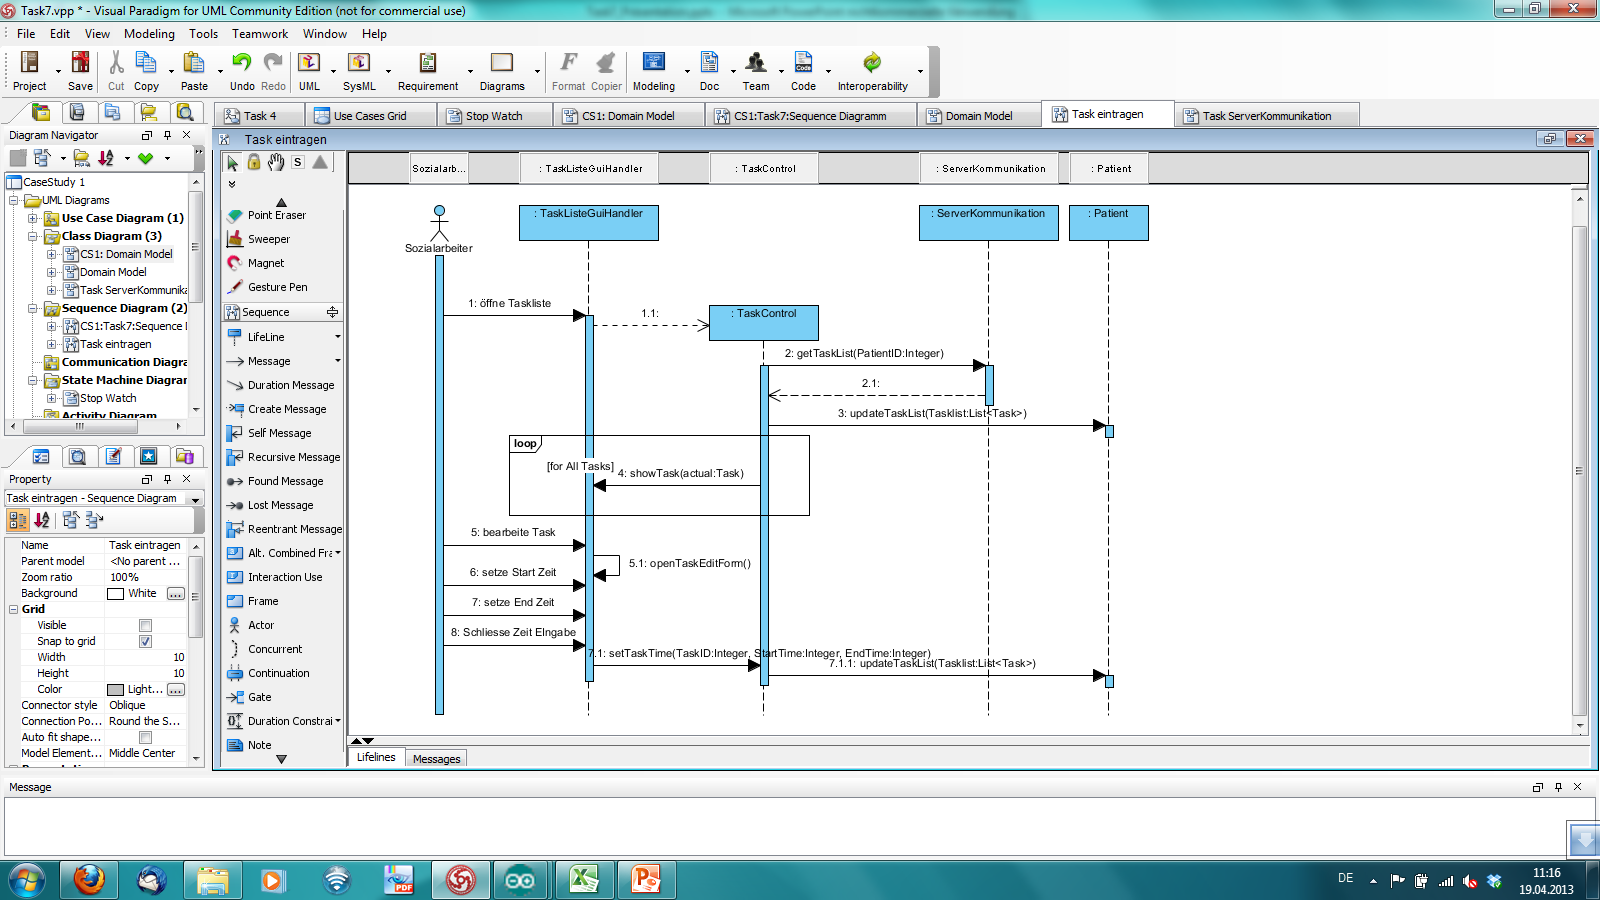 Task7.vpp * - Visual Paradigm for UML Community Edition (not for commercial use)
File Edit View Modeling Tools Teamwork Window Help
Project Save Cut Copy Paste Undo Redo UML SysML Requirement Diagrams Format Copier Modeling Doc Team Code Interoperability
Task 4 Use Cases Grid Stop Watch CS1: Domain Model CS1:Task7:Sequence Diagramm Domain Model Task eintragen Task ServerKommunikation
Diagram Navigator
CaseStudy 1
UML Diagrams
Use Case Diagram (1)
Class Diagram (3)
CS1: Domain Model
Domain Model
Task ServerKommunika
Sequence Diagram (2)
CS1:Task7:Sequence
Task eintragen
Communication Diagra
State Machine Diagra
Stop Watch
Activity Diagram
Property
Task eintragen - Sequence Diagram
Name Task eintragen
Parent model <No parent ...
Zoom ratio 100%
Background White ...
Grid
Visible
Snap to grid
Width 10
Height 10
Color Light... ...
Connector style Oblique
Connection Po... Round the S...
Auto fit shape...
Model Element... Middle Center
Task eintragen
S
Point Eraser
Sweeper
Magnet
Gesture Pen
Sequence
LifeLine
Message
Duration Message
Create Message
Self Message
Recursive Message
Found Message
Lost Message
Reentrant Message
Alt. Combined Fra
Interaction Use
Frame
Actor
Concurrent
Continuation
Gate
Duration Constrai
Note
Sozialarb... : TaskListeGuiHandler : TaskControl : ServerKommunikation : Patient
: TaskListeGuiHandler : ServerKommunikation : Patient
Sozialarbeiter
1: öffne Taskliste
1.1:
: TaskControl
2: getTaskList(PatientID:Integer)
2.1:
3: updateTaskList(Tasklist:List<Task>)
loop
[for All Tasks]
4: showTask(actual:Task)
5: bearbeite Task
5.1: openTaskEditForm()
6: setze Start Zeit
7: setze End Zeit
8: Schliesse Zeit EIngabe
7.1: setTaskTime(TaskID:Integer, StartTime:Integer, EndTime:Integer)
7.1.1: updateTaskList(Tasklist:List<Task>)
Lifelines Messages
Message
PDF
DE
11:16
19.04.2013